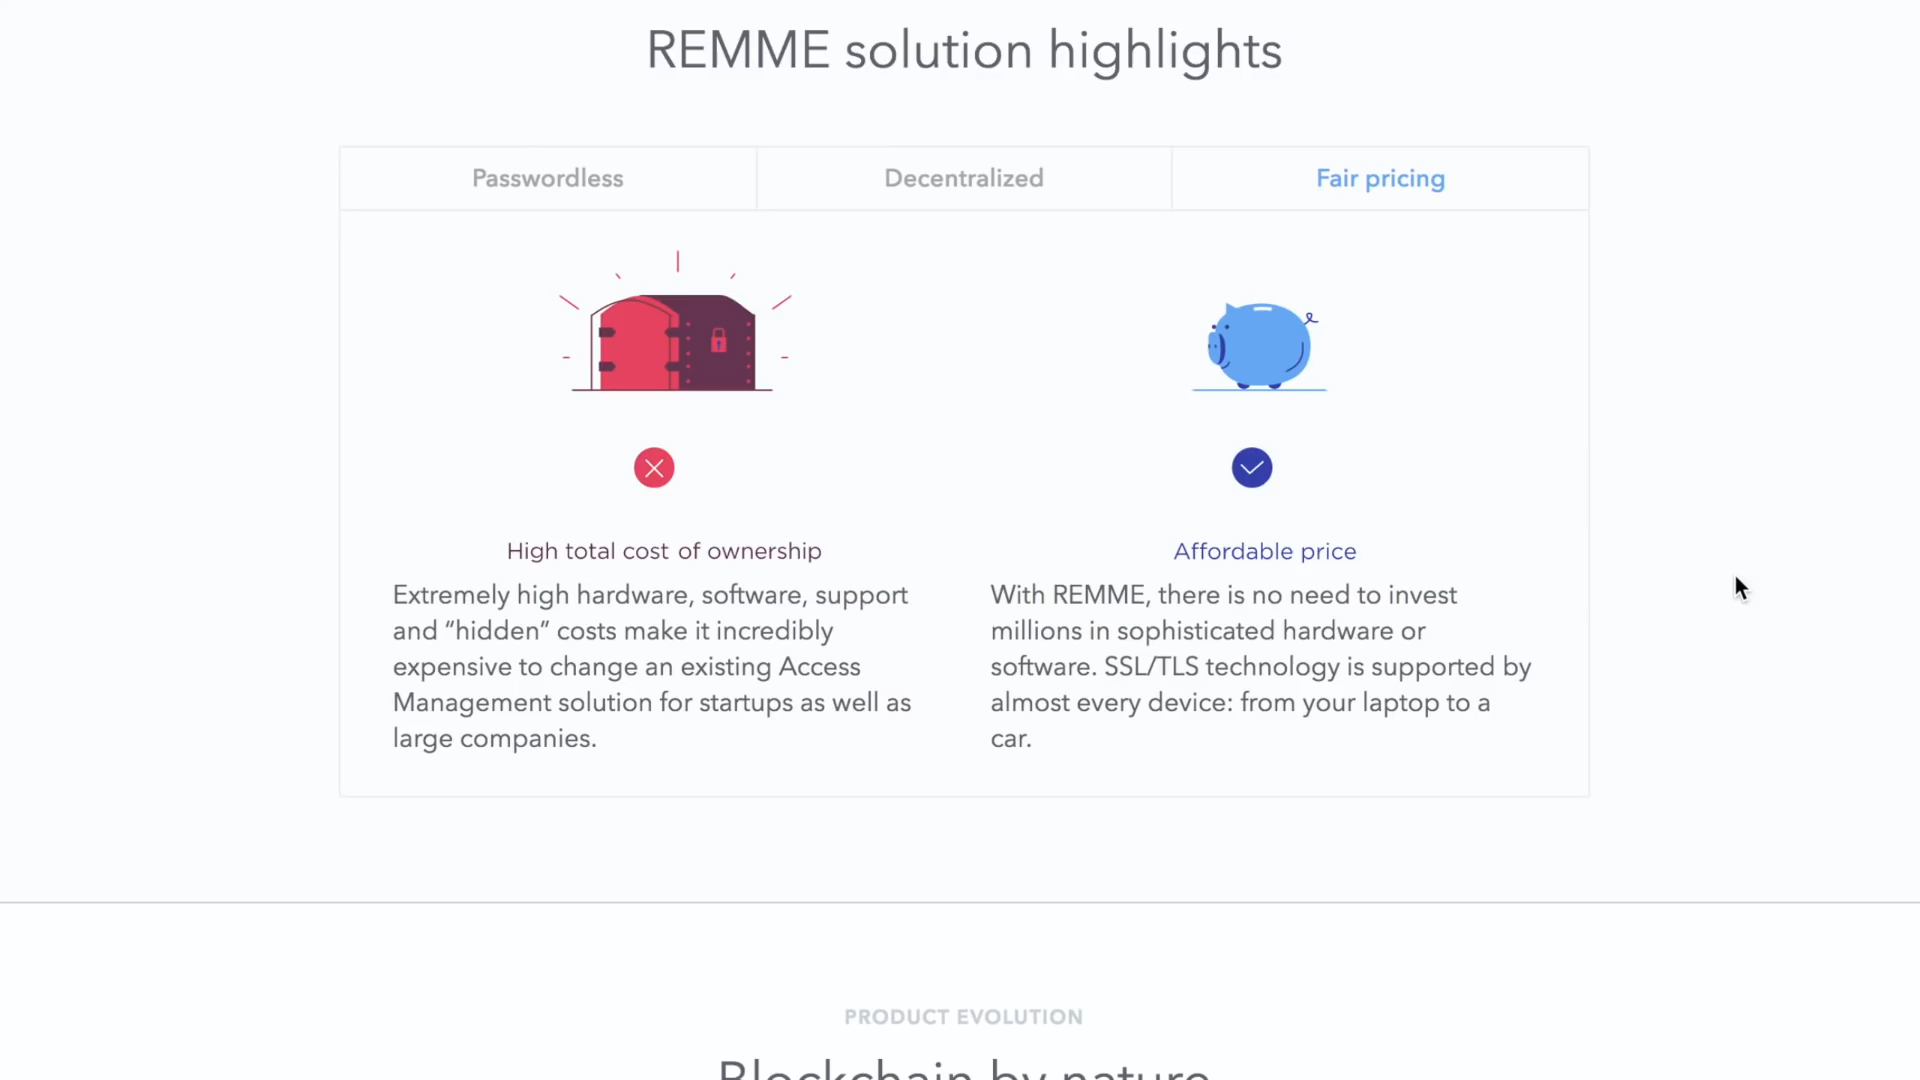 REMME solution highlights
Passwordless
Decentralized
Fair pricing
High total cost of ownership
Extremely high hardware, software, support
and “hidden” costs make it incredibly
expensive to change an existing Access
Management solution for startups as well as
large companies.
Affordable price
With REMME, there is no need to invest
millions in sophisticated hardware or
software. SSL/TLS technology is supported by
almost every device: from your laptop to a
car.
PRODUCT EVOLUTION
Blockchain by nature